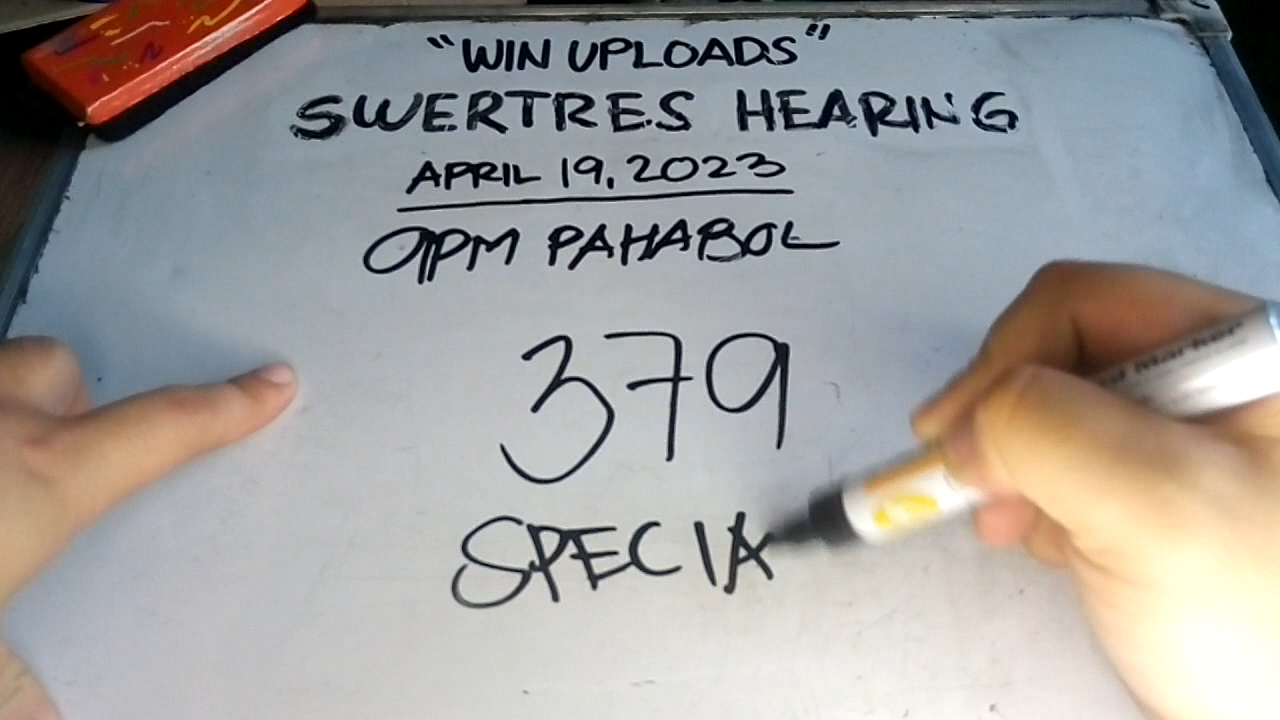 "WIN UPLOADS"
SWERTRES HEARING
APRIL 19, 2023
9PM PAHABOL
379
SPECIA